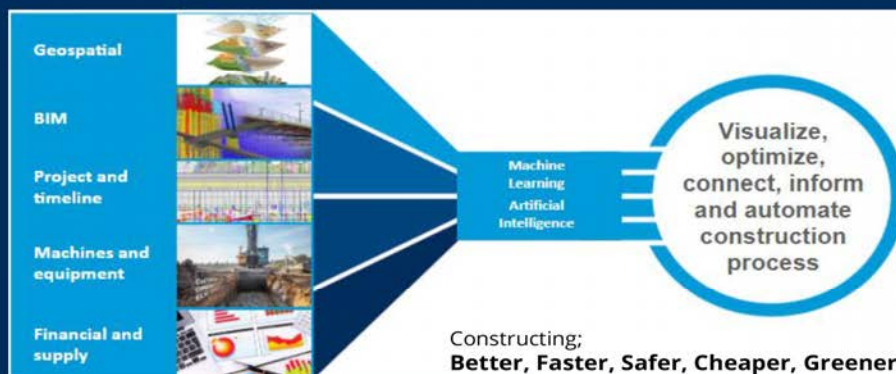 Geospatial
BIM
Project and
timeline
Machines and
equipment
Financial and
supply
Machine
Learning
Artificial
Intelligence
Visualize,
optimize,
connect, inform
and automate
construction
process
Constructing;
Better, Faster, Safer, Cheaper, Greener